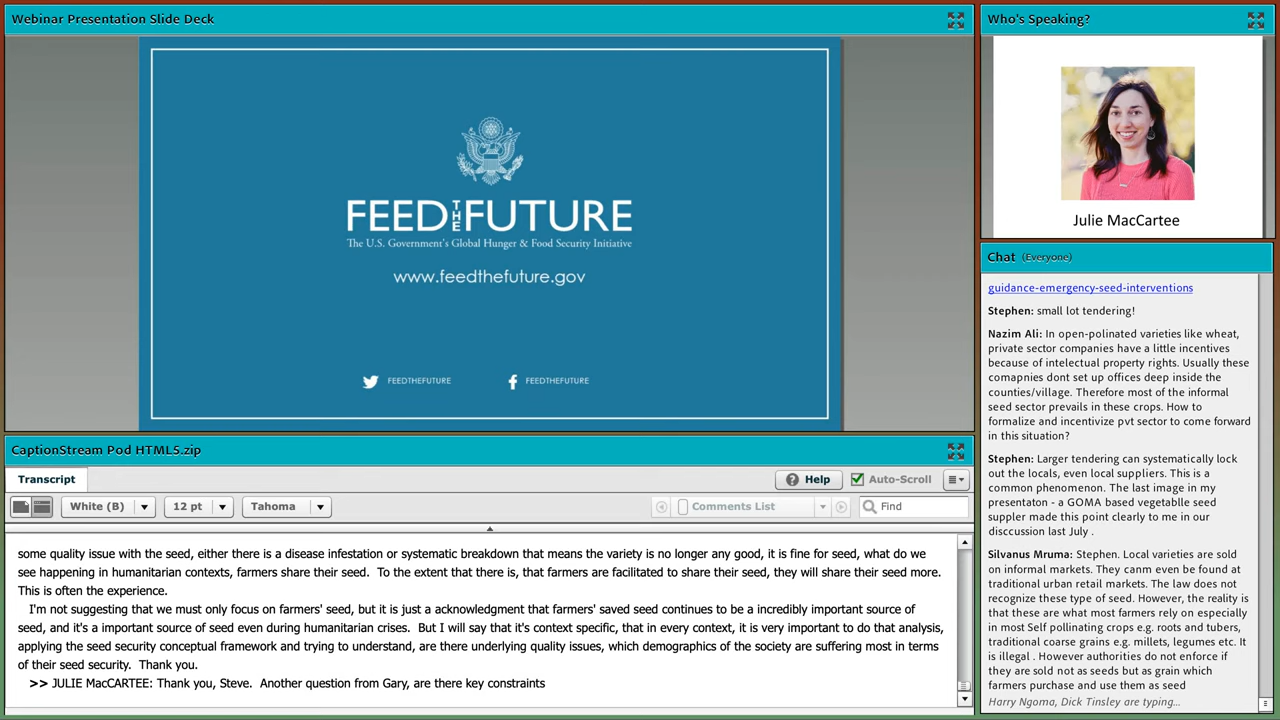 Webinar Presentation Slide Deck
FEED THE FUTURE
The U.S. Government's Global Hunger & Food Security Initiative
www.feedthefuture.gov
FEEDTHEFUTURE
FEEDTHEFUTURE
Who's Speaking?
Julie MacCartee
Chat (Everyone)
guidance-emergency-seed-interventions
Stephen: small lot tendering!
Nazim Ali: In open-polinated varieties like wheat,
private sector companies have a little incentives
because of intelectual property rights. Usually these
comapnies dont set up offices deep inside the
counties/village. Therefore most of the informal
seed sector prevails in these crops. How to
formalize and incentivize pvt sector to come forward
in this situation?
Stephen: Larger tendering can systematically lock
out the locals, even local suppliers. This is a
common phenomenon. The last image in my
presentaton - a GOMA based vegetablle seed
suppler made this point clearly to me in our
disccussion last July .
Silvanus Mruma: Stephen. Local varieties are sold
on informal markets. They canm even be found at
traditional urban retail markets. The law does not
recognize these type of seed. However, the reality is
that these are what most farmers rely on especially
in most Self pollinating crops e.g. roots and tubers,
traditional coarse grains e.g. millets, legumes etc. It
is illegal . However authorities do not enforce if
they are sold not as seeds but as grain which
farmers purchase and use them as seed
Harry Ngoma, Dick Tinsley are typing...
CaptionStream Pod HTML5.zip
Transcript
Help
Auto-Scroll
White (B)
12 pt
Tahoma
Comments List
Find
some quality issue with the seed, either there is a disease infestation or systematic breakdown that means the variety is no longer any good, it is fine for seed, what do we
see happening in humanitarian contexts, farmers share their seed. To the extent that there is, that farmers are facilitated to share their seed, they will share their seed more.
This is often the experience.
I'm not suggesting that we must only focus on farmers' seed, but it is just a acknowledgment that farmers' saved seed continues to be a incredibly important source of
seed, and it's a important source of seed even during humanitarian crises. But I will say that it's context specific, that in every context, it is very important to do that analysis,
applying the seed security conceptual framework and trying to understand, are there underlying quality issues, which demographics of the society are suffering most in terms
of their seed security. Thank you.
>> JULIE MacCARTEE: Thank you, Steve. Another question from Gary, are there key constraints